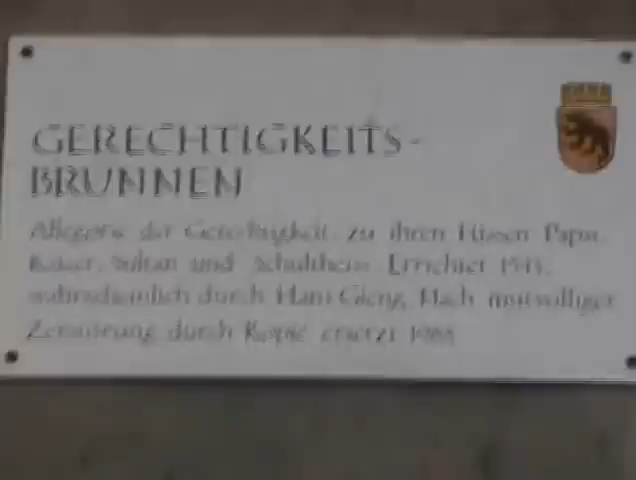 GERECHTIGKEITS-
BRUNNEN
Allegorie der Gerechtigkeit, zu ihren Füssen Papst,
Kaiser, Sultan und Schultheiss. Errichtet 1543,
wahrscheinlich durch Hans Gieng. Nach mutwilliger
Zerstörung durch Kopie ersetzt